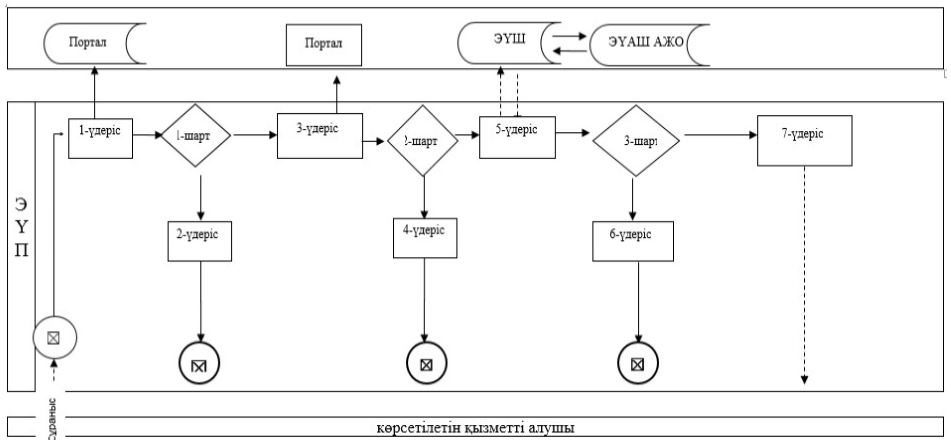 Портал
Портал
ЭҮШ
ЭҮАШ АЖО
1-үдеріс
1-шарт
3-үдеріс
2-шарт
5-үдеріс
3-шарт
7-үдеріс
Э
Ү
П
2-үдеріс
4-үдеріс
6-үдеріс
Сұраныс
көрсетілетін қызметті алушы